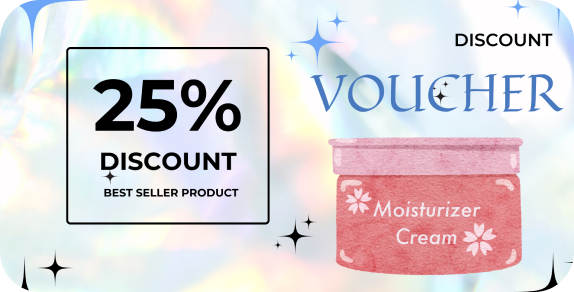 25%
DISCOUNT
BEST SELLER PRODUCT
DISCOUNT
VOUCHER
Moisturizer
Cream